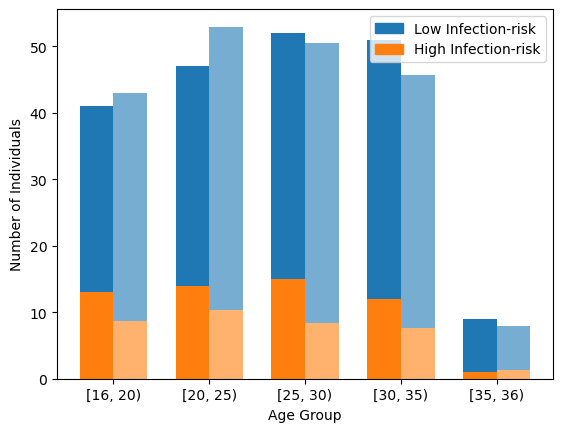 Low Infection-risk
High Infection-risk
Number of Individuals
50
40
30
20
10
0
[16, 20)
[20, 25)
[25, 30)
[30, 35)
[35, 36)
Age Group